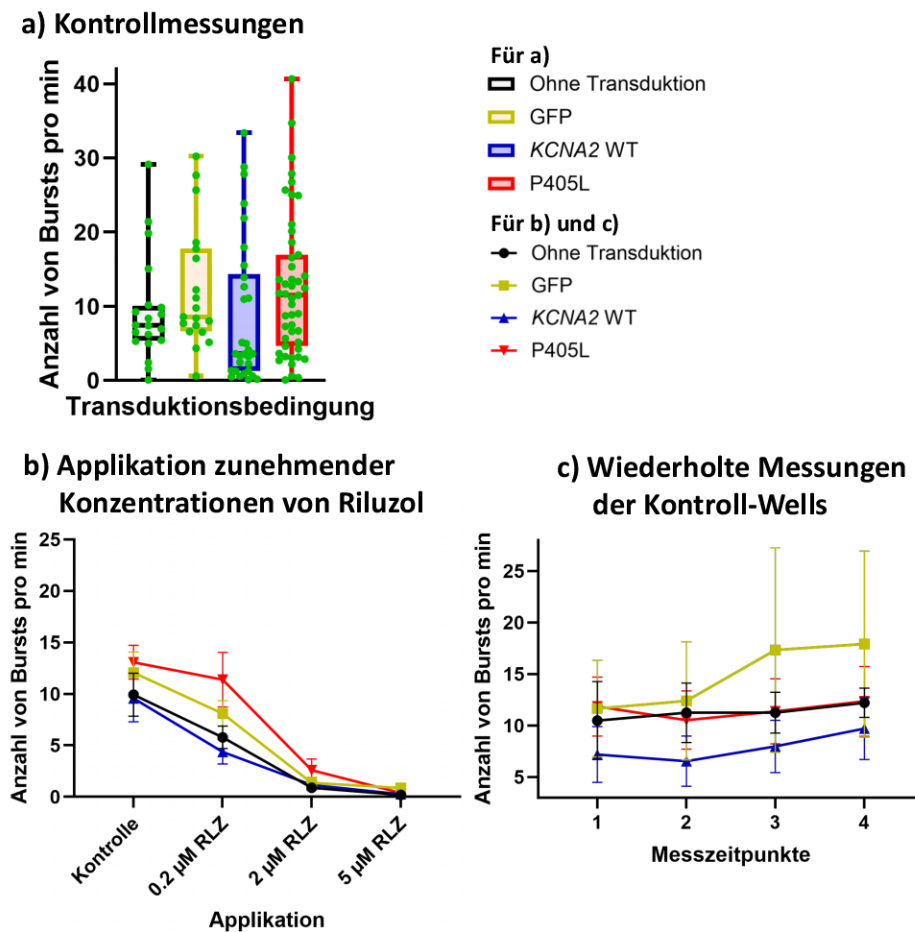 a) Kontrollmessungen
Anzahl von Bursts pro min
40
30
20
10
0
Transduktionsbedingung
Für a)
Ohne Transduktion
GFP
KCNA2 WT
P405L
Für b) und c)
Ohne Transduktion
GFP
KCNA2 WT
P405L
b) Applikation zunehmender
Konzentrationen von Riluzol
Anzahl von Bursts pro min
25
20
15
10
5
0
Kontrolle
0.2 µM RLZ
2 µM RLZ
5 µM RLZ
Applikation
c) Wiederholte Messungen
der Kontroll-Wells
Anzahl von Bursts pro min
25
20
15
10
5
1 2 3 4
Messzeitpunkte